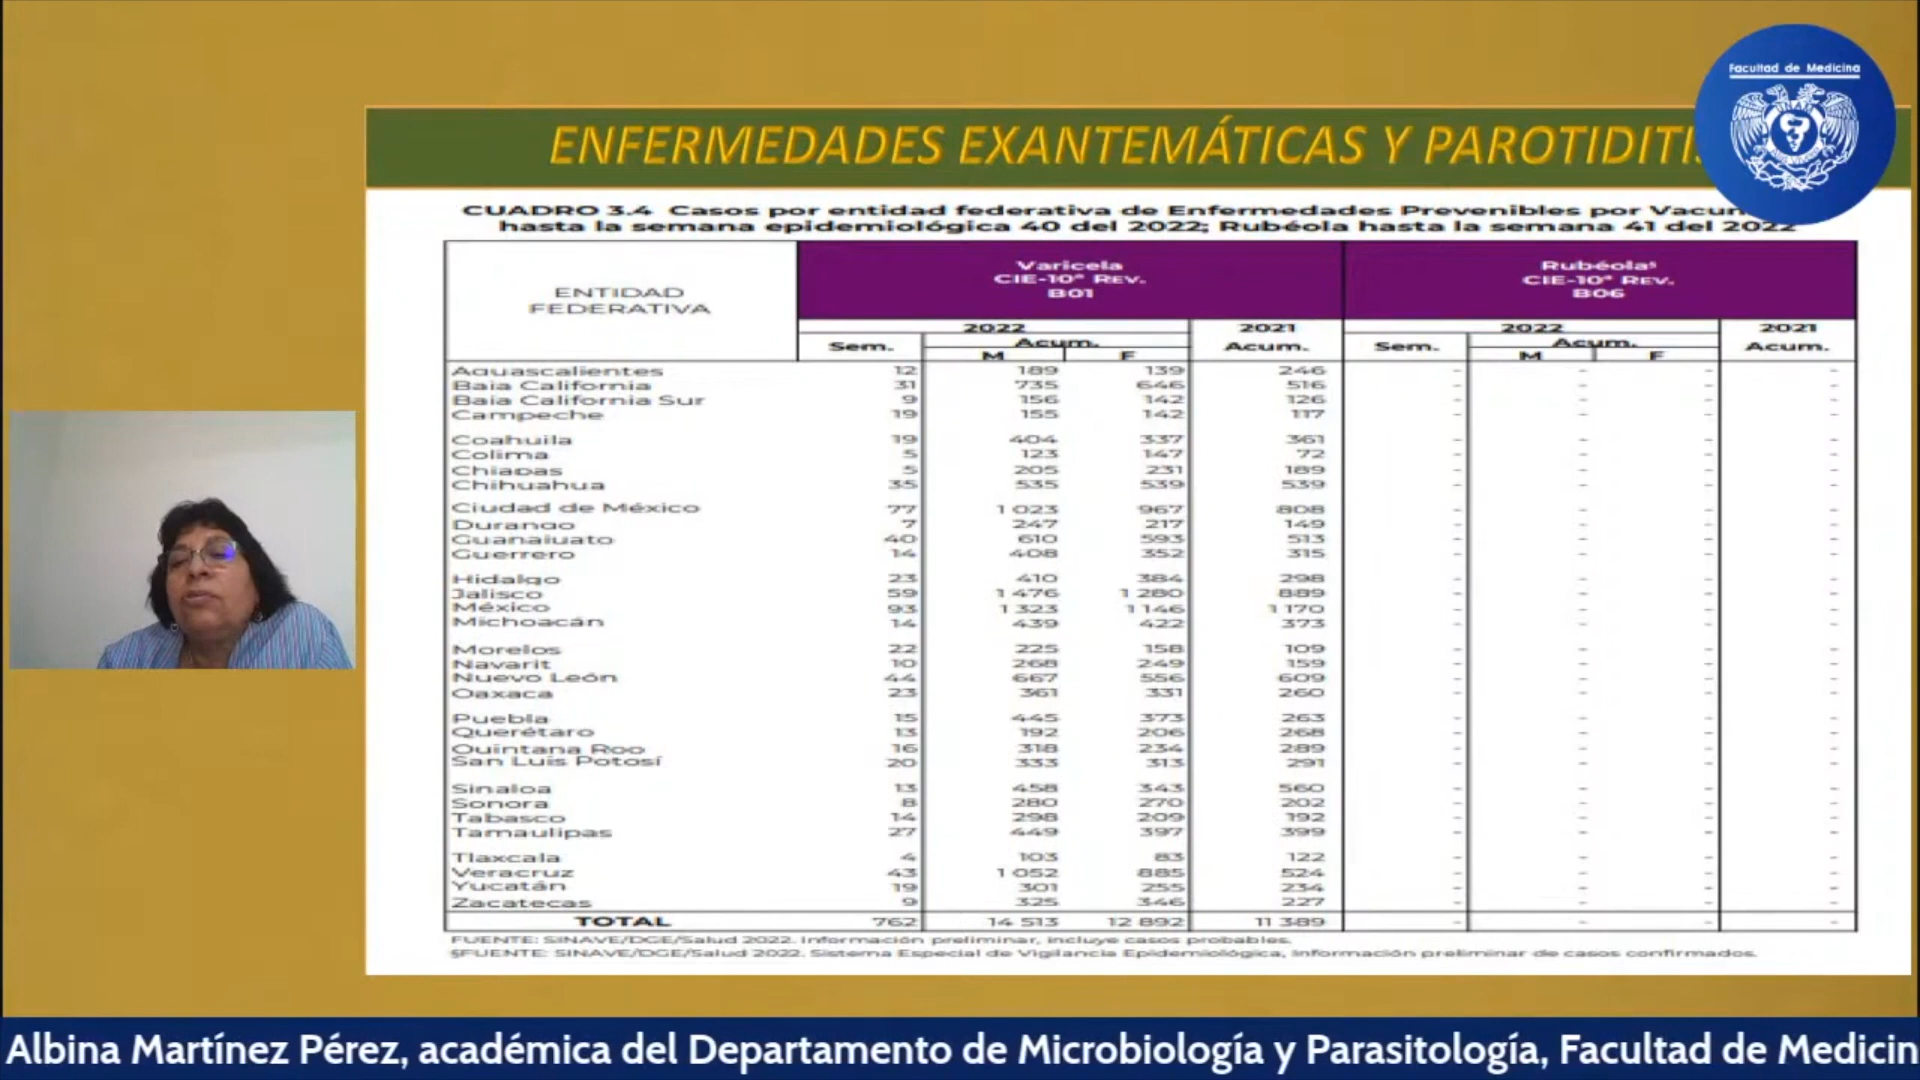 Facultad de Medicina
ENFERMEDADES EXANTEMÁTICAS Y PAROTIDITIS
CUADRO 3.4 Casos por entidad federativa de Enfermedades Prevenibles por
hasta la semana epidemiológica 40 del 2022; Rubéola hasta la semana 41 del 2022
ENTIDAD FEDERATIVA
Varicela CIE-10ª REV. B01
Rubéola§ CIE-10ª REV. B06
2022 2021 2022 2021
Sem. Acum. Acum. Sem. Acum. Acum.
M F M F
Aguascalientes 12 189 139 246 - - - -
Baja California 31 735 646 516 - - - -
Baja California Sur 9 156 142 126 - - - -
Campeche 19 155 142 117 - - - -
Coahuila 19 404 337 361 - - - -
Colima 5 123 147 72 - - - -
Chiapas 5 205 231 189 - - - -
Chihuahua 35 535 539 539 - - - -
Ciudad de México 77 1 023 967 808 - - - -
Durango 7 247 217 149 - - - -
Guanajuato 40 610 593 513 - - - -
Guerrero 14 408 352 315 - - - -
Hidalgo 23 410 384 298 - - - -
Jalisco 59 1 476 1 280 889 - - - -
México 93 1 323 1 146 1 170 - - - -
Michoacán 14 439 422 373 - - - -
Morelos 22 225 158 109 - - - -
Nayarit 10 268 249 159 - - - -
Nuevo León 44 667 556 609 - - - -
Oaxaca 23 361 331 260 - - - -
Puebla 15 445 373 263 - - - -
Querétaro 13 192 206 268 - - - -
Quintana Roo 16 318 234 289 - - - -
San Luis Potosí 20 333 313 291 - - - -
Sinaloa 13 458 343 560 - - - -
Sonora 8 280 270 202 - - - -
Tabasco 14 298 209 192 - - - -
Tamaulipas 27 449 397 399 - - - -
Tlaxcala 4 103 83 122 - - - -
Veracruz 43 1 052 885 524 - - - -
Yucatán 19 301 255 234 - - - -
Zacatecas 9 325 346 227 - - - -
TOTAL 762 14 513 12 892 11 389 - - - -
FUENTE: SINAVE/DGE/Salud 2022. Información preliminar, incluye casos probables.
§FUENTE: SINAVE/DGE/Salud 2022. Sistema Especial de Vigilancia Epidemiológica, Información preliminar de casos confirmados.
Albina Martínez Pérez, académica del Departamento de Microbiología y Parasitología, Facultad de Medicin